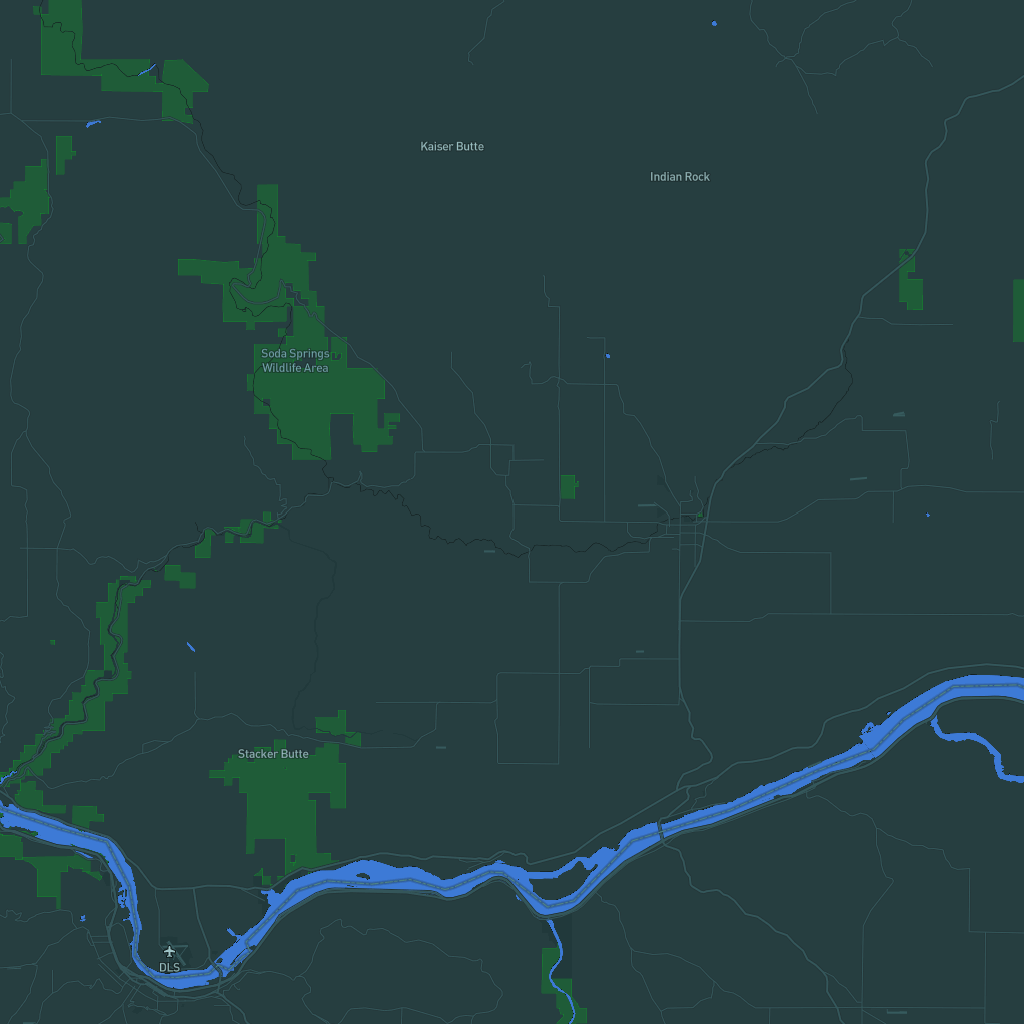 Kaiser Butte
Indian Rock
Soda Springs
Wildlife Area
Stacker Butte
DLS